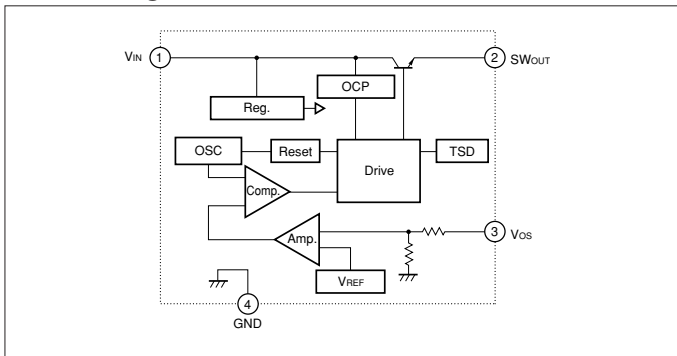 VIN 1
2 SWOUT
OCP
Reg.
OSC
Reset
Drive
TSD
Comp.
Amp.
3 VOS
VREF
4
GND